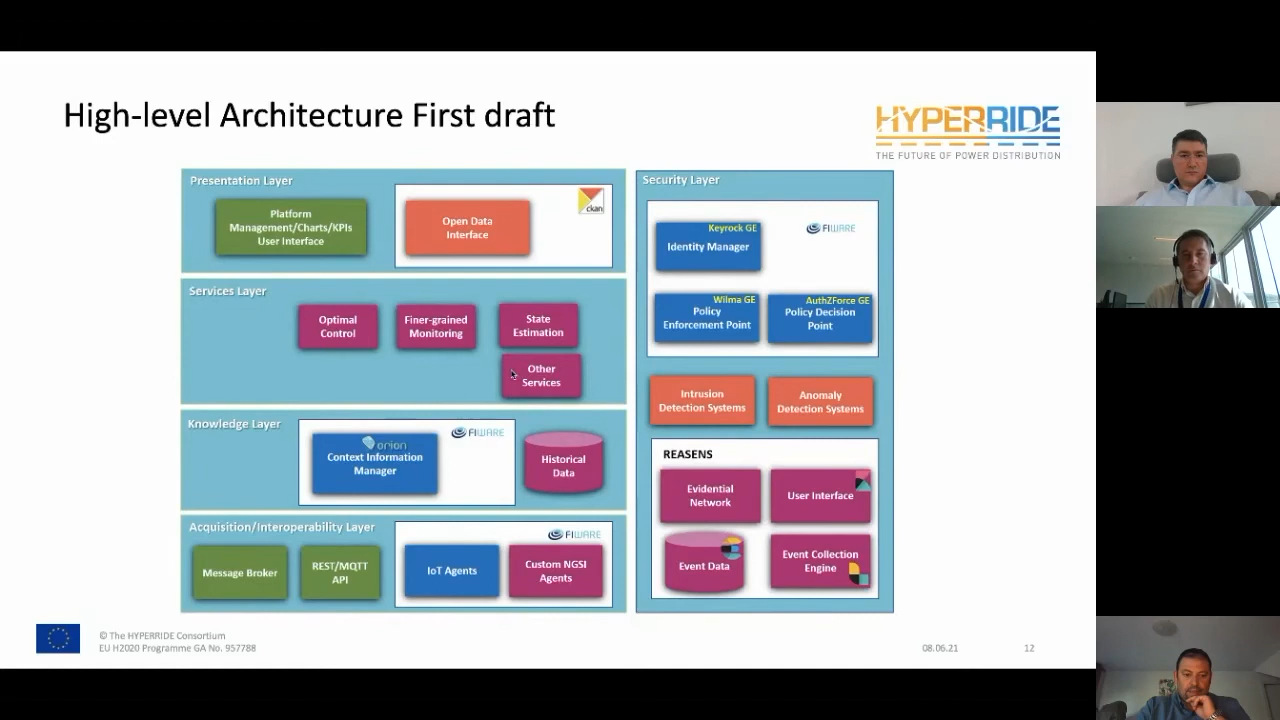 High-level Architecture First draft
HYPERRIDE
THE FUTURE OF POWER DISTRIBUTION
Presentation Layer
Platform
Management/Charts/KPIs
User Interface
Open Data
Interface
ckan
Services Layer
Optimal
Control
Finer-grained
Monitoring
State
Estimation
Other
Services
Knowledge Layer
orion
Context Information
Manager
FIWARE
Historical
Data
Acquisition/Interoperability Layer
Message Broker
REST/MQTT
API
FIWARE
IoT Agents
Custom NGSI
Agents
Security Layer
Keyrock GE
Identity Manager
FIWARE
Wilma GE
Policy
Enforcement Point
AuthZForce GE
Policy Decision
Point
Intrusion
Detection Systems
Anomaly
Detection Systems
REASENS
Evidential
Network
User Interface
Event Data
Event Collection
Engine
© The HYPERRIDE Consortium
EU H2020 Programme GA No. 957788
08.06.21
12